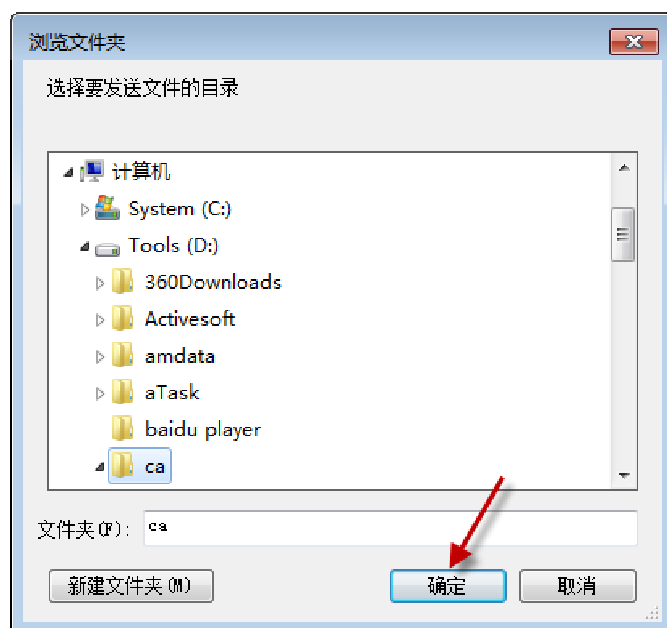 浏览文件夹
选择要发送文件的目录
计算机
System (C:)
Tools (D:)
360Downloads
Activesoft
amdata
aTask
baidu player
ca
文件夹(F): ca
新建文件夹(M) 确定 取消